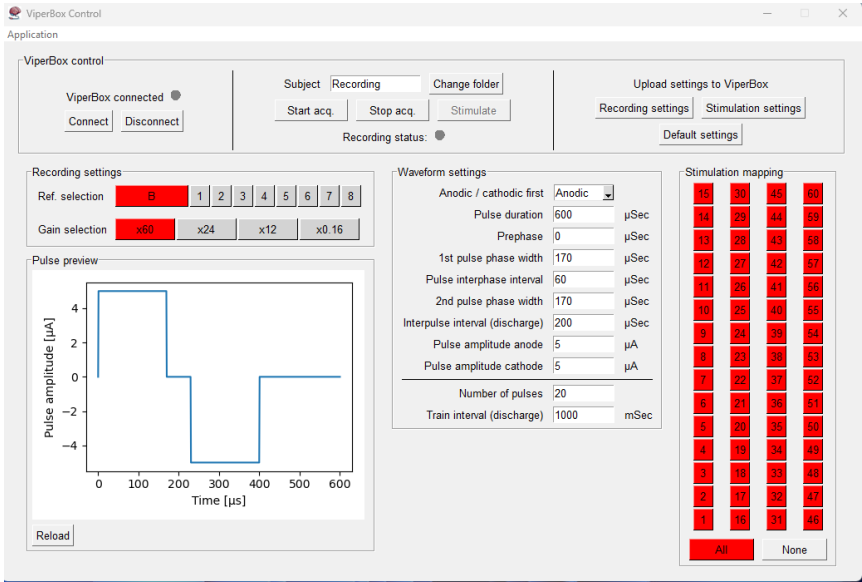 ViperBox Control
Application
ViperBox control
ViperBox connected
Connect Disconnect
Subject Recording Change folder
Start acq. Stop acq. Stimulate
Recording status:
Upload settings to ViperBox
Recording settings Stimulation settings
Default settings
Recording settings
Ref. selection B 1 2 3 4 5 6 7 8
Gain selection x60 x24 x12 x0.16
Pulse preview
Pulse amplitude [µA]
4
2
0
−2
−4
0 100 200 300 400 500 600
Time [µs]
Reload
Waveform settings
Anodic / cathodic first Anodic
Pulse duration 600 µSec
Prephase 0 µSec
1st pulse phase width 170 µSec
Pulse interphase interval 60 µSec
2nd pulse phase width 170 µSec
Interpulse interval (discharge) 200 µSec
Pulse amplitude anode 5 µA
Pulse amplitude cathode 5 µA
Number of pulses 20
Train interval (discharge) 1000 mSec
Stimulation mapping
15 30 45 60
14 29 44 59
13 28 43 58
12 27 42 57
11 26 41 56
10 25 40 55
9 24 39 54
8 23 38 53
7 22 37 52
6 21 36 51
5 20 35 50
4 19 34 49
3 18 33 48
2 17 32 47
1 16 31 46
All None